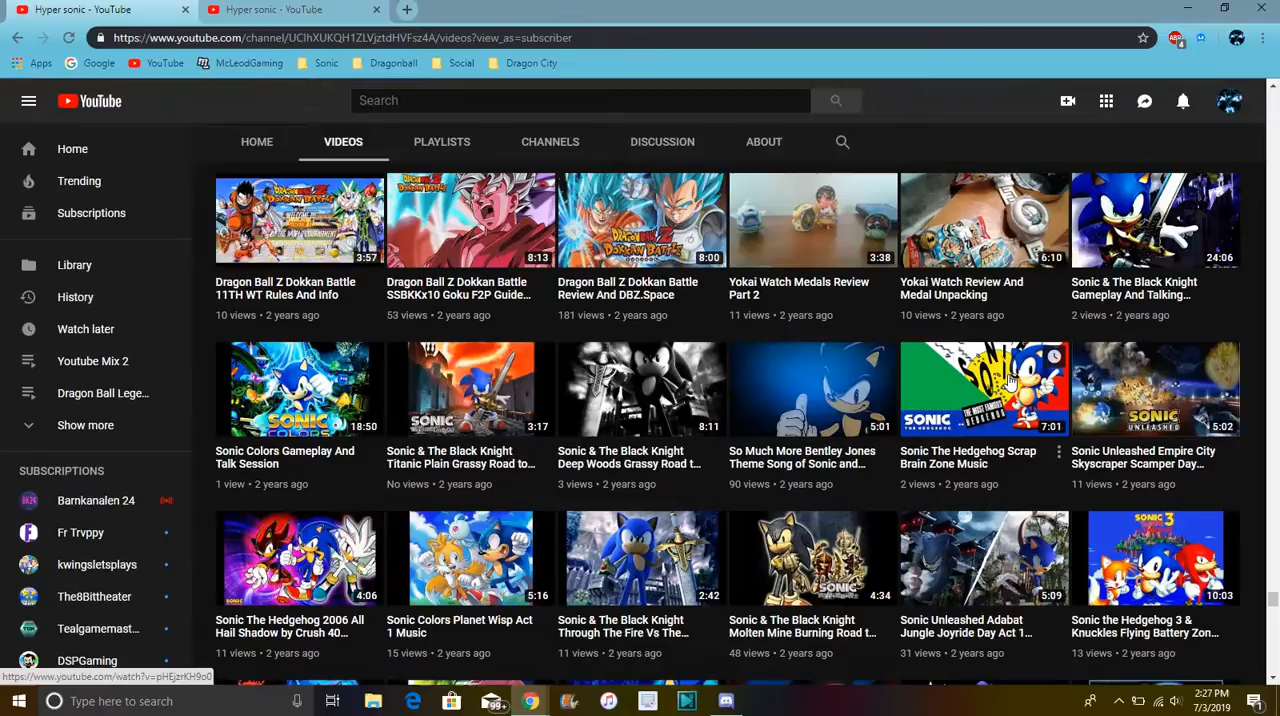 Hyper sonic - YouTube
Hyper sonic - YouTube
https://www.youtube.com/channel/UClhXUKQH1ZLVjztdHVFsz4A/videos?view_as=subscriber
4
Apps Google YouTube McLeodGaming Sonic Dragonball Social Dragon City
YouTube
Search
HOME VIDEOS PLAYLISTS CHANNELS DISCUSSION ABOUT
Home
Trending
Subscriptions
Library
History
Watch later
Youtube Mix 2
Dragon Ball Lege...
Show more
SUBSCRIPTIONS
Barnkanalen 24
Fr Trvppy
kwingsletsplays
The8Bittheater
Tealgamemast...
DSPGaming
3:57 8:13 8:00 3:38 6:10 24:06
Dragon Ball Z Dokkan Battle Dragon Ball Z Dokkan Battle Dragon Ball Z Dokkan Battle Yokai Watch Medals Review Yokai Watch Review And Sonic & The Black Knight
11TH WT Rules And Info SSBKKx10 Goku F2P Guide... Review And DBZ.Space Part 2 Medal Unpacking Gameplay And Talking...
10 views • 2 years ago 53 views • 2 years ago 181 views • 2 years ago 11 views • 2 years ago 10 views • 2 years ago 2 views • 2 years ago
SONIC COLORS
SONIC THE HEDGEHOG
THE MOST FAMOUS HEDGEHOG
SONIC UNLEASHED
18:50 3:17 8:11 5:01 7:01 5:02
Sonic Colors Gameplay And Sonic & The Black Knight Sonic & The Black Knight So Much More Bentley Jones Sonic The Hedgehog Scrap Sonic Unleashed Empire City
Talk Session Titanic Plain Grassy Road to... Deep Woods Grassy Road t... Theme Song of Sonic and... Brain Zone Music Skyscraper Scamper Day...
1 view • 2 years ago No views • 2 years ago 3 views • 2 years ago 90 views • 2 years ago 2 views • 2 years ago 11 views • 2 years ago
SONIC 3
4:06 5:16 2:42 4:34 5:09 10:03
Sonic The Hedgehog 2006 All Sonic Colors Planet Wisp Act Sonic & The Black Knight Sonic & The Black Knight Sonic Unleashed Adabat Sonic the Hedgehog 3 &
Hail Shadow by Crush 40... 1 Music Through The Fire Vs The... Molten Mine Burning Road t... Jungle Joyride Day Act 1... Knuckles Flying Battery Zon...
11 views • 2 years ago 15 views • 2 years ago 11 views • 2 years ago 48 views • 2 years ago 31 views • 2 years ago 13 views • 2 years ago
https://www.youtube.com/watch?v=pHEjzrKH9o0
Type here to search
99+
2:27 PM
7/3/2019
1